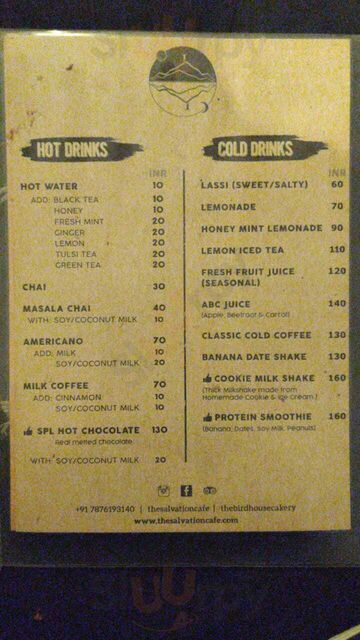 HOT DRINKS
INR
HOT WATER 10
ADD: BLACK TEA 10
HONEY 10
FRESH MINT 20
GINGER 20
LEMON 20
TULSI TEA 20
GREEN TEA 20
CHAI 30
MASALA CHAI 40
WITH: SOY/COCONUT MILK 10
AMERICANO 70
ADD: MILK 10
SOY/COCONUT MILK 20
MILK COFFEE 70
ADD: CINNAMON 10
SOY/COCONUT MILK 10
SPL HOT CHOCOLATE 130
Real melted chocolate
WITH: SOY/COCONUT MILK 20
COLD DRINKS
INR
LASSI (SWEET/SALTY) 60
LEMONADE 70
HONEY MINT LEMONADE 90
LEMON ICED TEA 110
FRESH FRUIT JUICE 120
(SEASONAL)
ABC JUICE 140
(Apple, Beetroot & Carrot)
CLASSIC COLD COFFEE 130
BANANA DATE SHAKE 130
COOKIE MILK SHAKE 160
(Thick Milkshake made from
Homemade Cookie & Ice cream)
PROTEIN SMOOTHIE 160
(Banana, Dates, Soy Milk, Peanuts)
+91 7876193140 | thesalvationcafe | thebirdhousecakery
www.thesalvationcafe.com